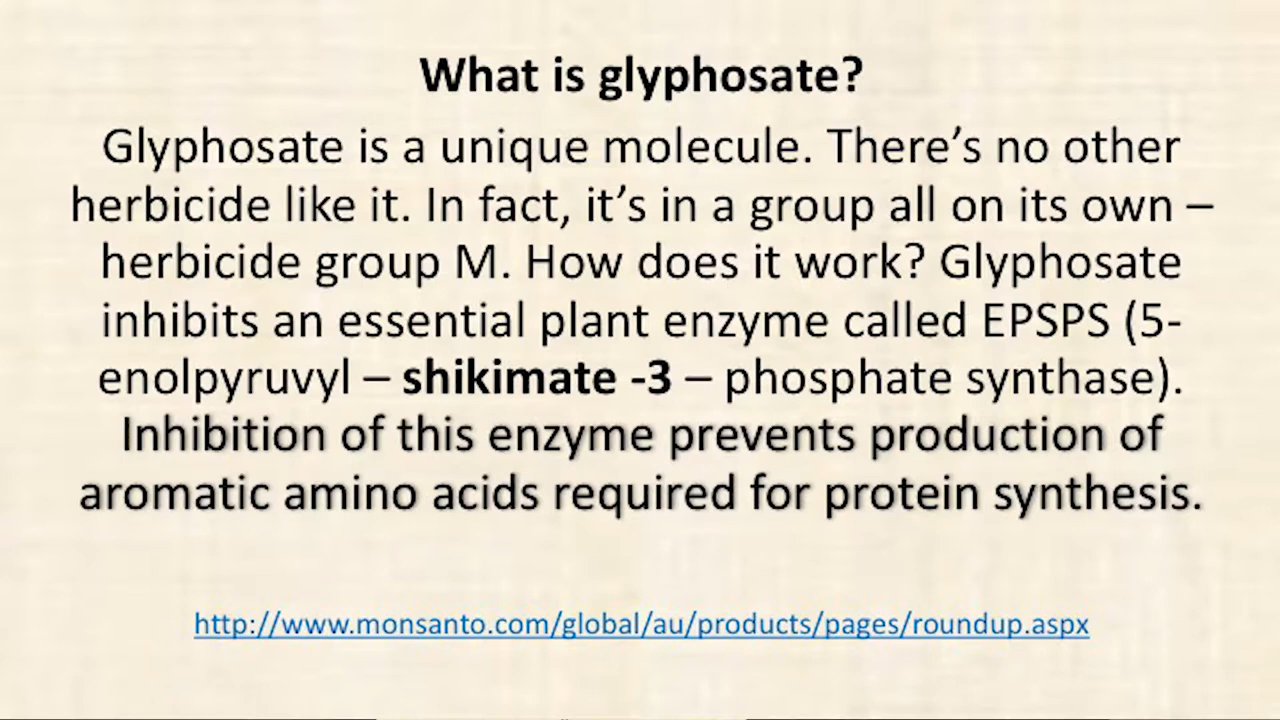 What is glyphosate?
Glyphosate is a unique molecule. There’s no other
herbicide like it. In fact, it’s in a group all on its own –
herbicide group M. How does it work? Glyphosate
inhibits an essential plant enzyme called EPSPS (5-
enolpyruvyl – shikimate -3 – phosphate synthase).
Inhibition of this enzyme prevents production of
aromatic amino acids required for protein synthesis.
http://www.monsanto.com/global/au/products/pages/roundup.aspx